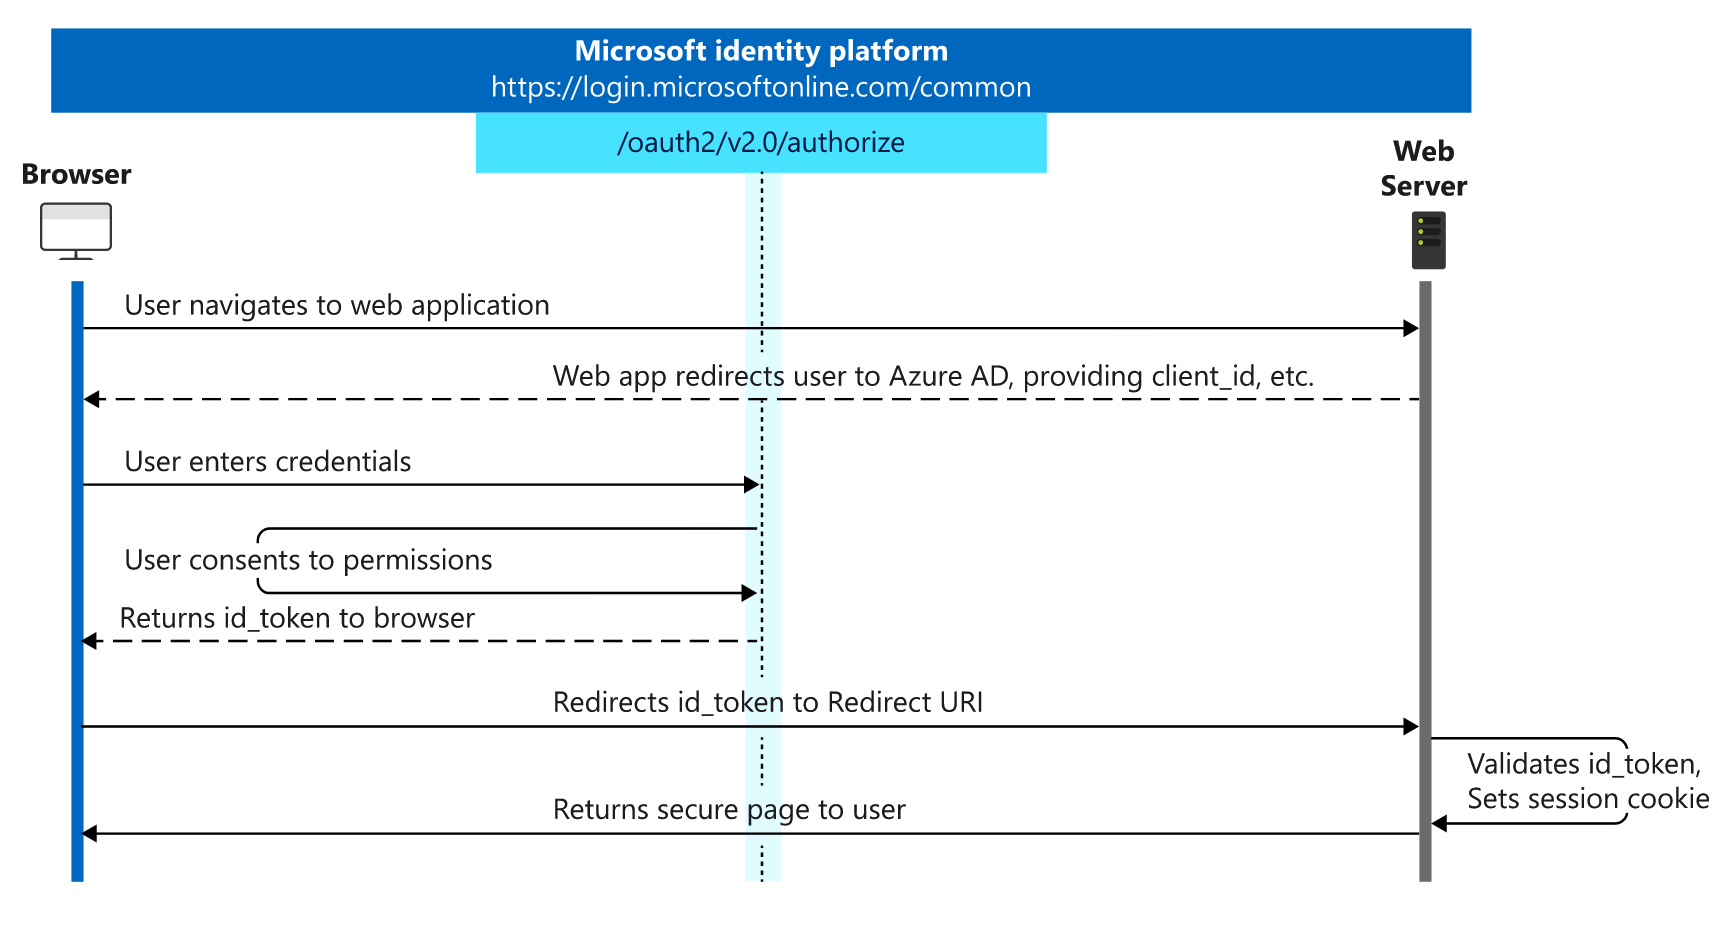 Microsoft identity platform
https://login.microsoftonline.com/common
/oauth2/v2.0/authorize
Browser
Web
Server
User navigates to web application
Web app redirects user to Azure AD, providing client_id, etc.
User enters credentials
User consents to permissions
Returns id_token to browser
Redirects id_token to Redirect URI
Validates id_token,
Sets session cookie
Returns secure page to user